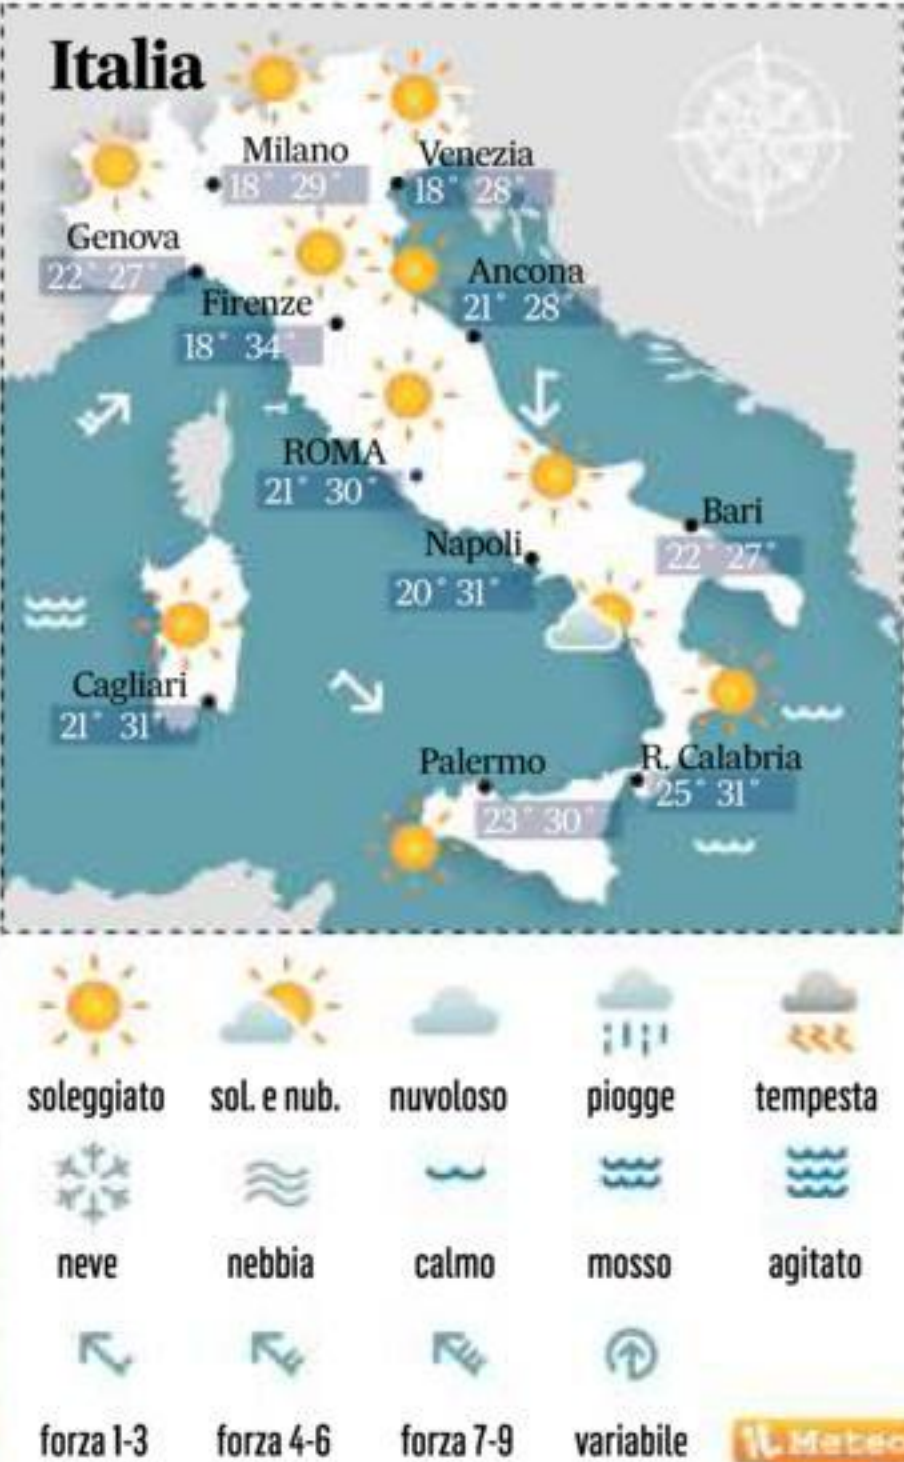 Italia
Milano
18° 29°
Venezia
18° 28°
Genova
22° 27°
Ancona
21° 28°
Firenze
18° 34°
ROMA
21° 30°
Bari
22° 27°
Napoli
20° 31°
Cagliari
21° 31°
Palermo
23° 30°
R. Calabria
25° 31°
soleggiato sol. e nub. nuvoloso piogge tempesta
neve nebbia calmo mosso agitato
forza 1-3 forza 4-6 forza 7-9 variabile